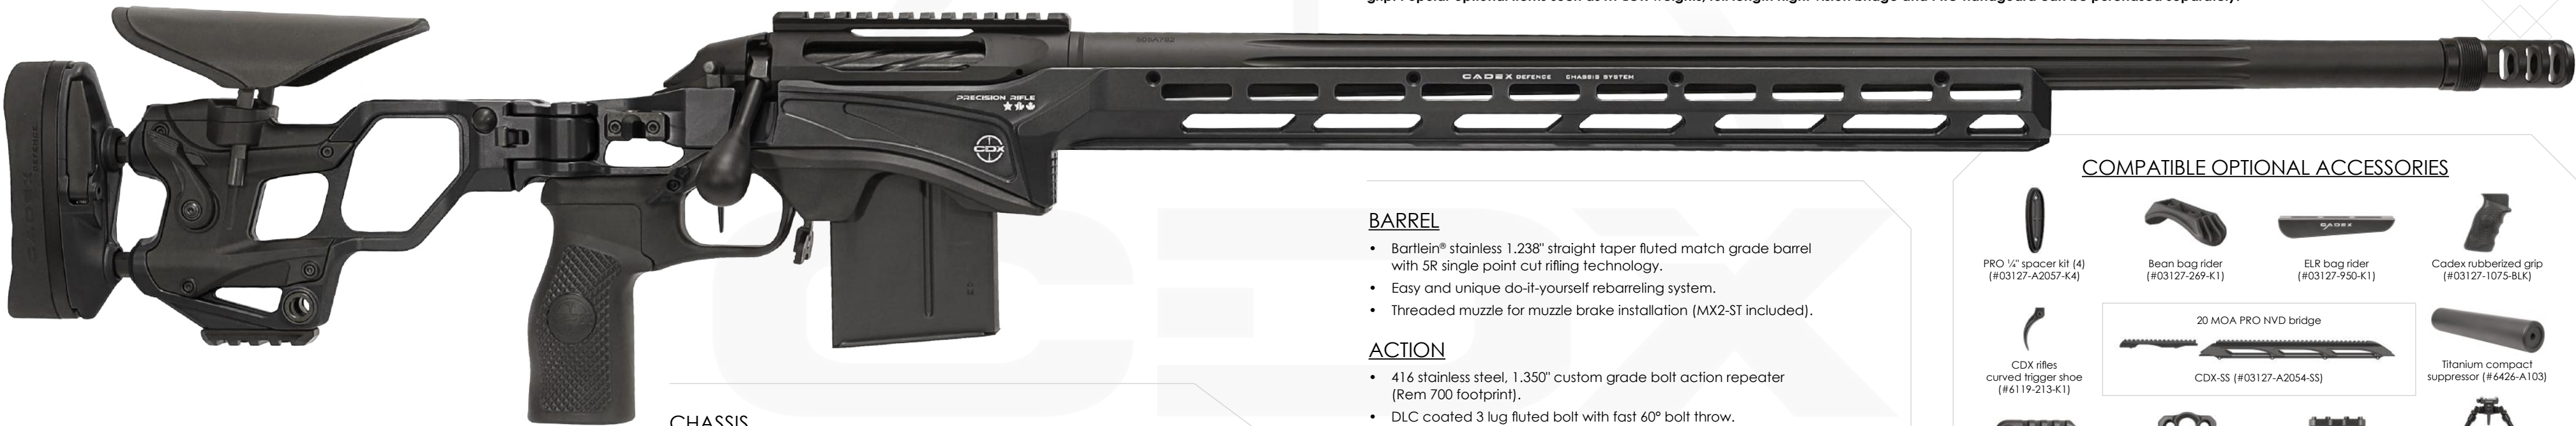 CADEX DEFENCE CHASSIS SYSTEM
PRECISION RIFLE
CDX
CADEX
DEFENCE
BARREL
• Bartlein® stainless 1.238" straight taper fluted match grade barrel
with 5R single point cut rifling technology.
• Easy and unique do-it-yourself rebarreling system.
• Threaded muzzle for muzzle brake installation (MX2-ST included).
ACTION
• 416 stainless steel, 1.350" custom grade bolt action repeater
(Rem 700 footprint).
• DLC coated 3 lug fluted bolt with fast 60° bolt throw.
CHASSIS
COMPATIBLE OPTIONAL ACCESSORIES
PRO ¼" spacer kit (4)
(#03127-A2057-K4)
Bean bag rider
(#03127-269-K1)
CADEX
ELR bag rider
(#03127-950-K1)
Cadex rubberized grip
(#03127-1075-BLK)
CDX rifles
curved trigger shoe
(#6119-213-K1)
20 MOA PRO NVD bridge
CDX-SS (#03127-A2054-SS)
Titanium compact
suppressor (#6426-A103)